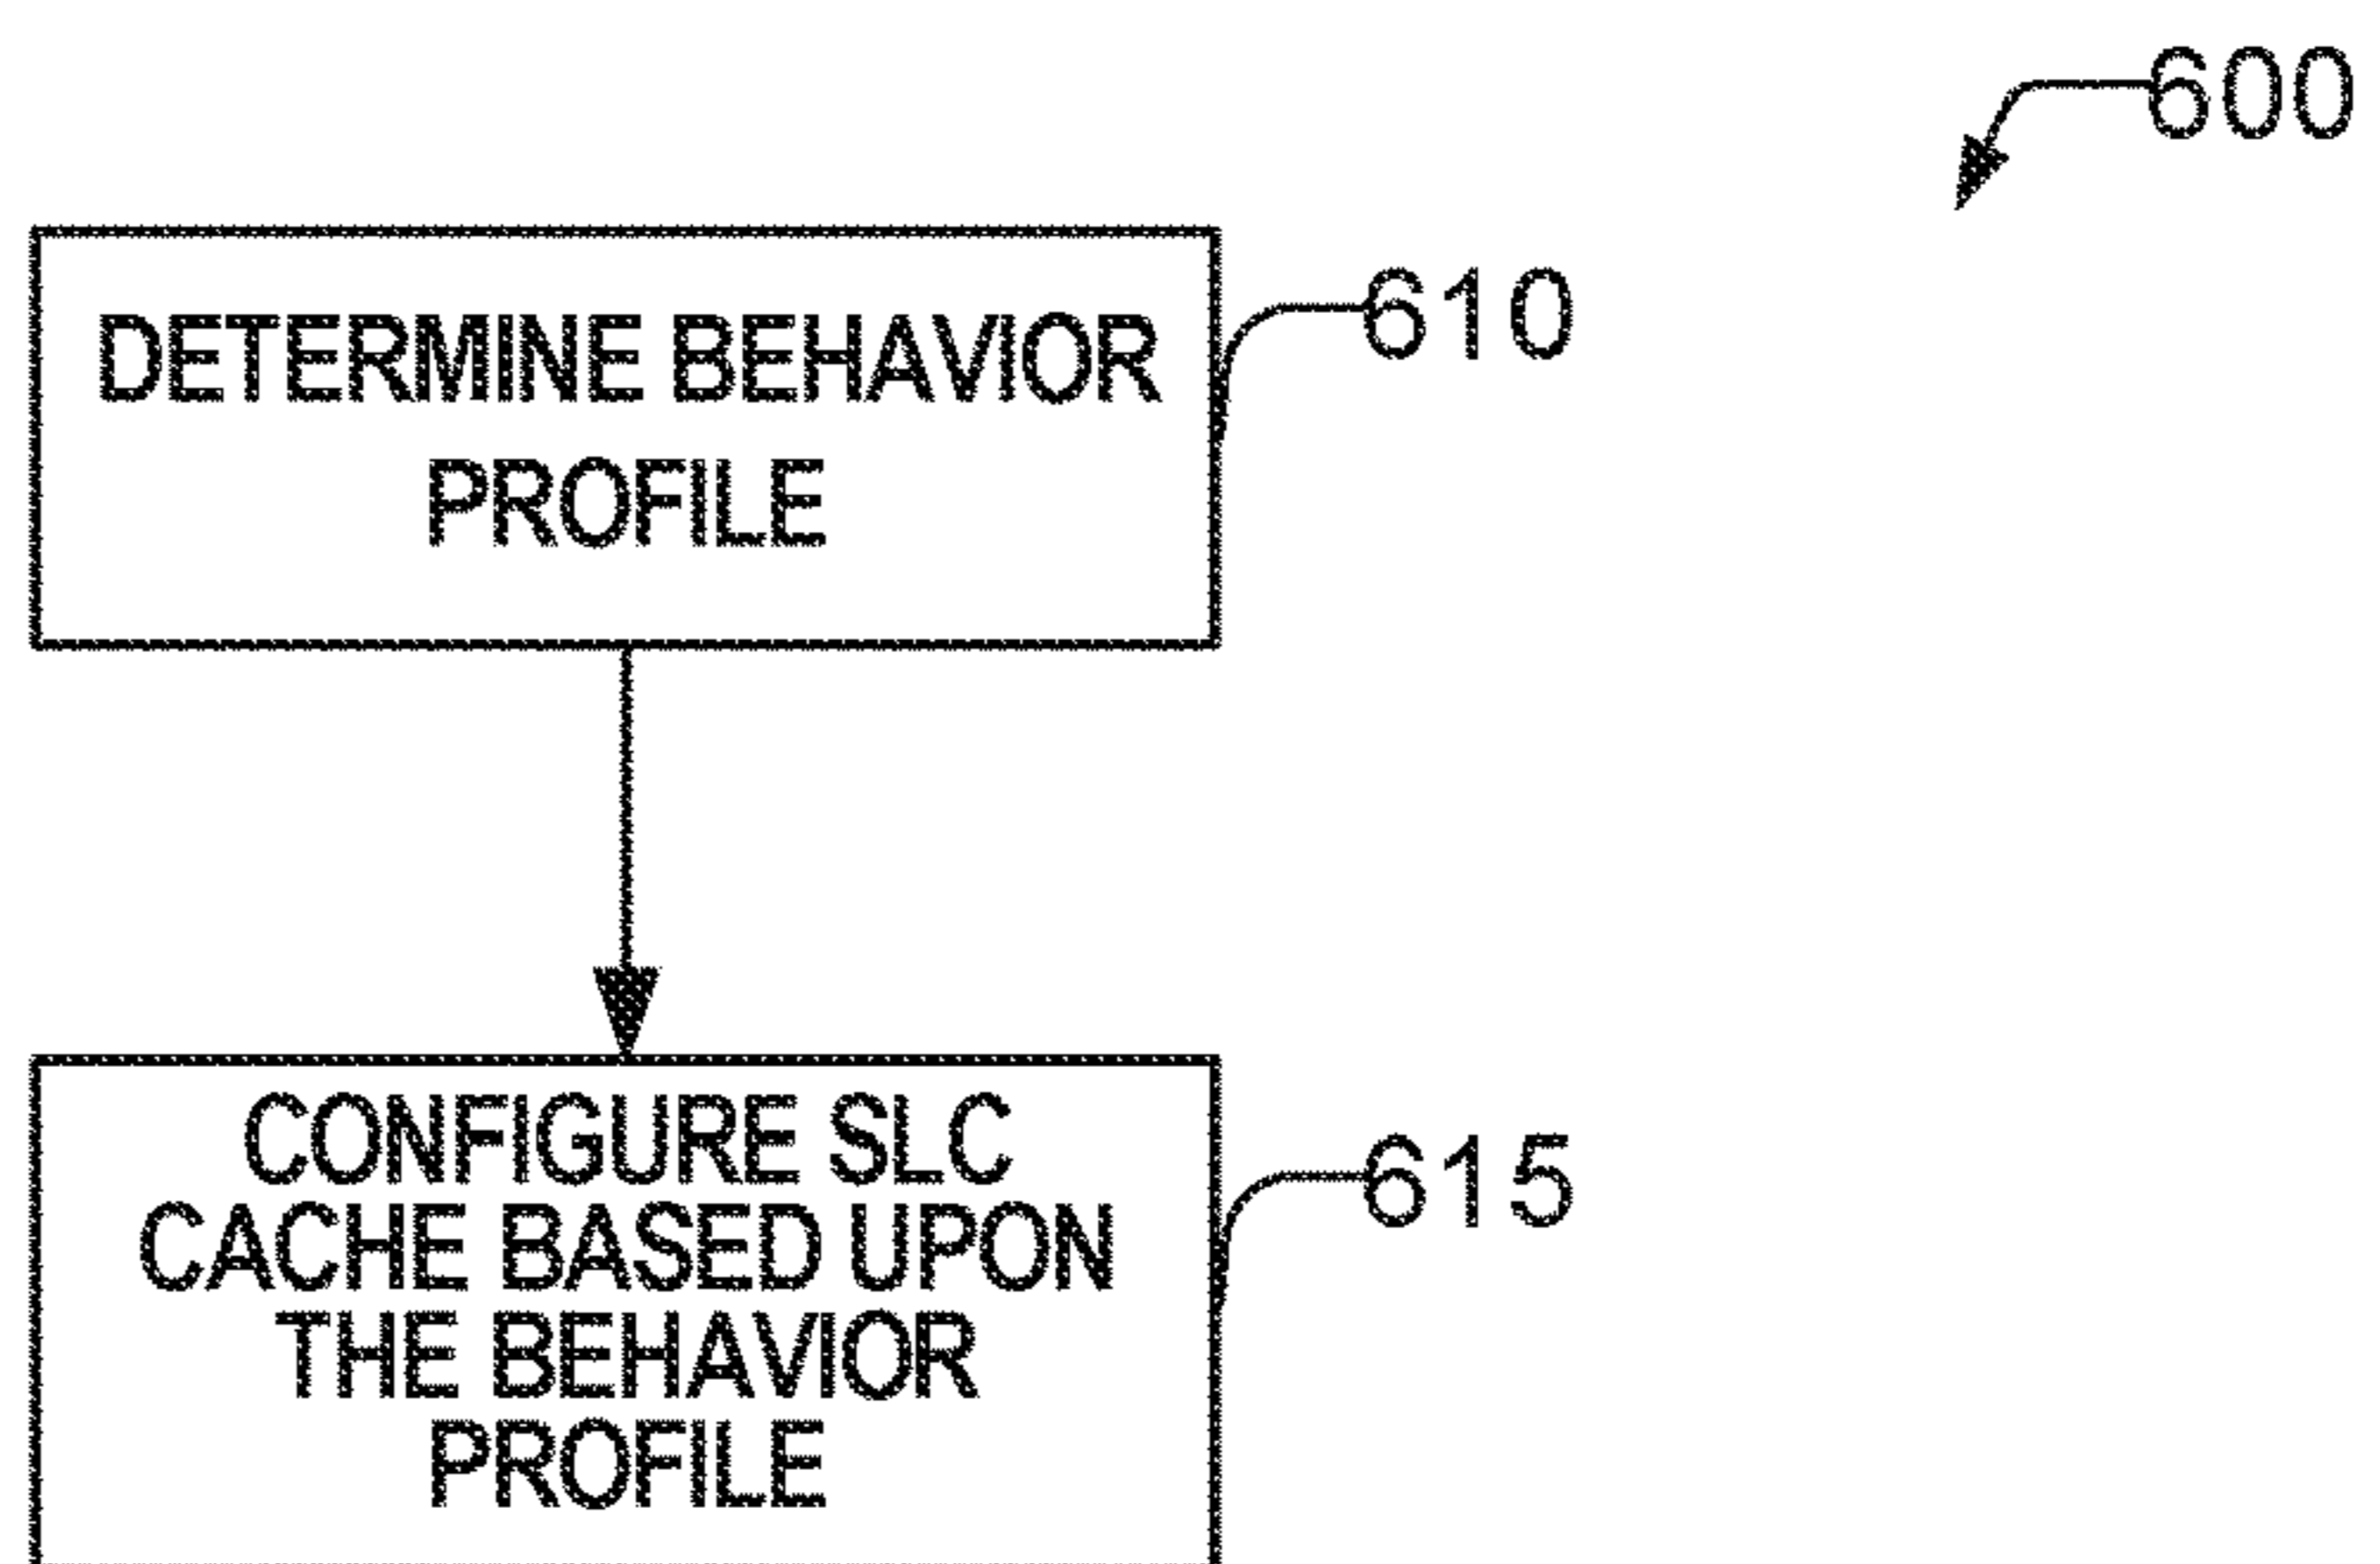 600
610
DETERMINE BEHAVIOR
PROFILE
615
CONFIGURE SLC
CACHE BASED UPON
THE BEHAVIOR
PROFILE